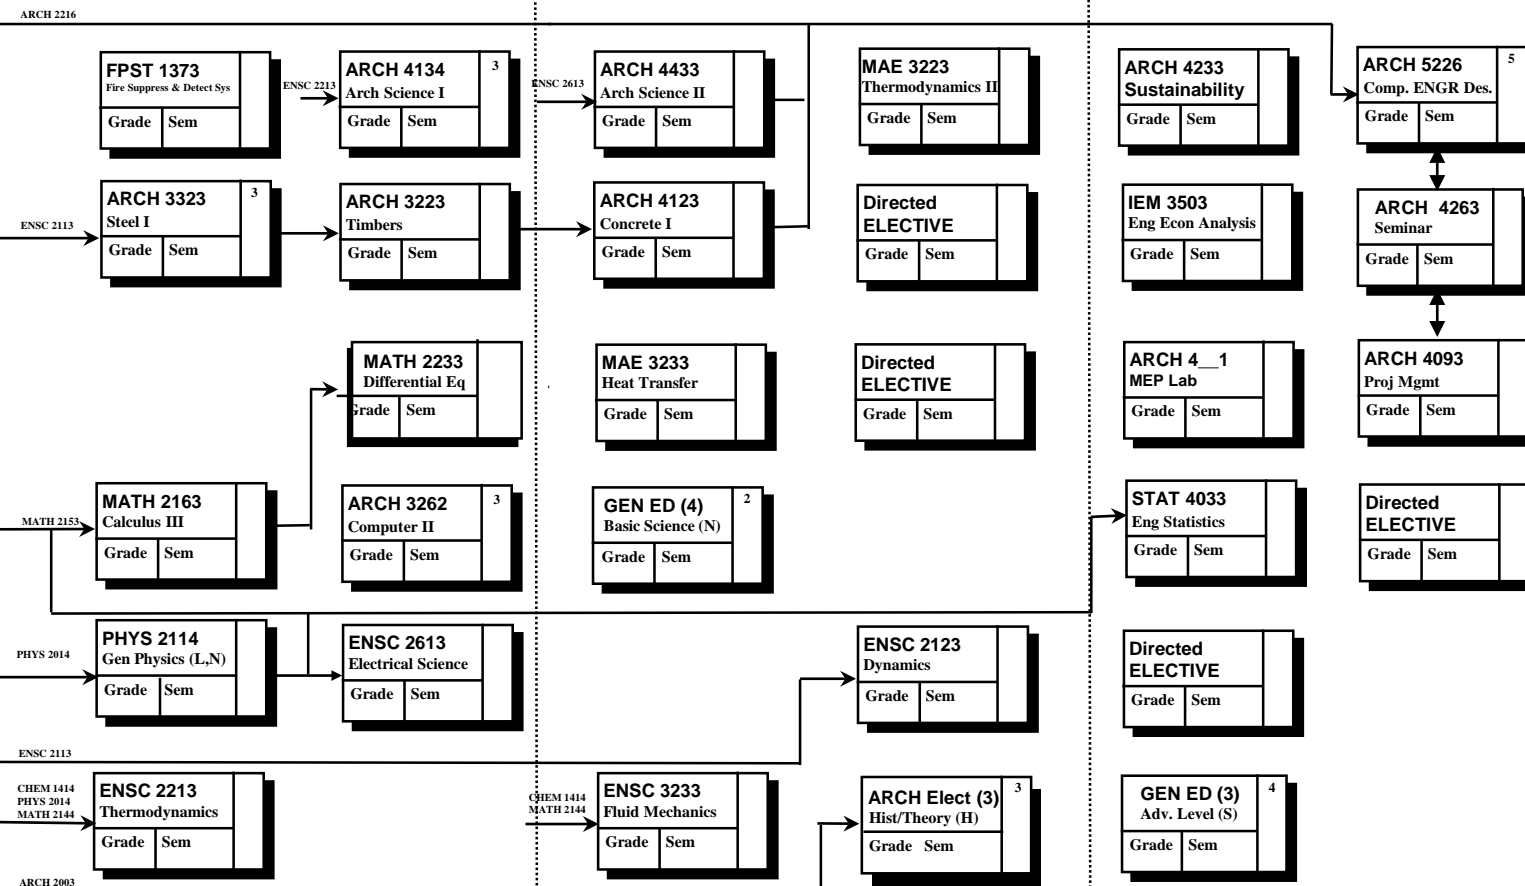 ARCH 2216
FPST 1373
Fire Suppress & Detect Sys
Grade Sem
ENSC 2213
ARCH 4134 3
Arch Science I
Grade Sem
ENSC 2613
ARCH 4433
Arch Science II
Grade Sem
MAE 3223
Thermodynamics II
Grade Sem
ARCH 4233
Sustainability
Grade Sem
ARCH 5226 5
Comp. ENGR Des.
Grade Sem
ENSC 2113
ARCH 3323 3
Steel I
Grade Sem
ARCH 3223
Timbers
Grade Sem
ARCH 4123
Concrete I
Grade Sem
Directed
ELECTIVE
Grade Sem
IEM 3503
Eng Econ Analysis
Grade Sem
ARCH 4263
Seminar
Grade Sem
MATH 2233
Differential Eq
Grade Sem
MAE 3233
Heat Transfer
Grade Sem
Directed
ELECTIVE
Grade Sem
ARCH 4__1
MEP Lab
Grade Sem
ARCH 4093
Proj Mgmt
Grade Sem
MATH 2153
MATH 2163
Calculus III
Grade Sem
ARCH 3262 3
Computer II
Grade Sem
GEN ED (4) 2
Basic Science (N)
Grade Sem
STAT 4033
Eng Statistics
Grade Sem
Directed
ELECTIVE
Grade Sem
PHYS 2014
PHYS 2114
Gen Physics (L,N)
Grade Sem
ENSC 2613
Electrical Science
Grade Sem
ENSC 2123
Dynamics
Grade Sem
Directed
ELECTIVE
Grade Sem
ENSC 2113
CHEM 1414
PHYS 2014
MATH 2144
ENSC 2213
Thermodynamics
Grade Sem
CHEM 1414
MATH 2144
ENSC 3233
Fluid Mechanics
Grade Sem
ARCH Elect (3) 3
Hist/Theory (H)
Grade Sem
GEN ED (3) 4
Adv. Level (S)
Grade Sem
ARCH 2003